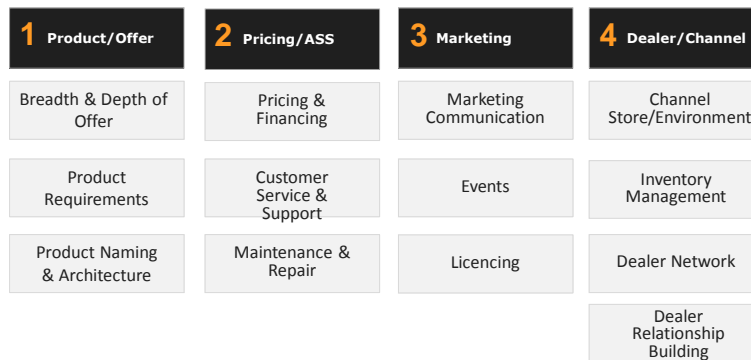 1 Product/Offer
Breadth & Depth of
Offer
Product
Requirements
Product Naming
& Architecture
2 Pricing/ASS
Pricing &
Financing
Customer
Service &
Support
Maintenance &
Repair
3 Marketing
Marketing
Communication
Events
Licencing
4 Dealer/Channel
Channel
Store/Environment
Inventory
Management
Dealer Network
Dealer
Relationship
Building